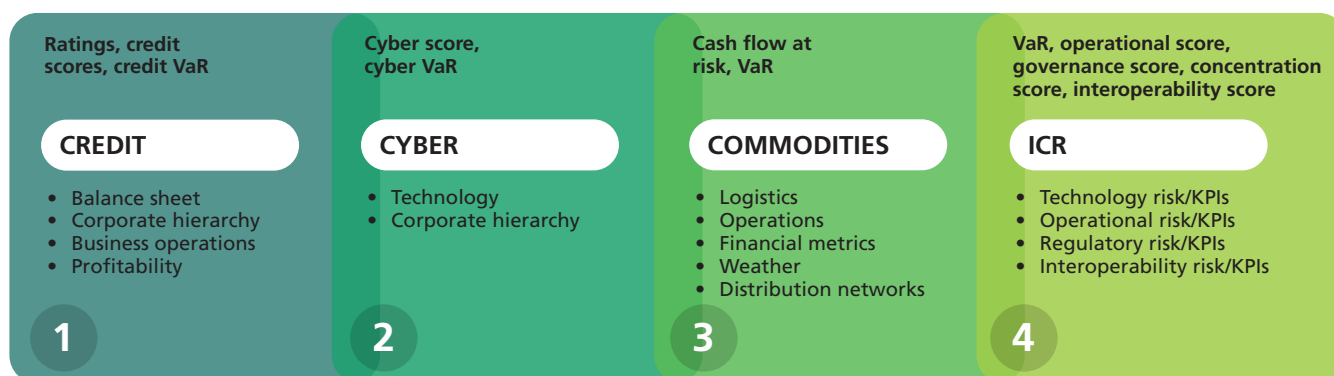 Ratings, credit
scores, credit VaR
CREDIT
• Balance sheet
• Corporate hierarchy
• Business operations
• Profitability
1
Cyber score,
cyber VaR
CYBER
• Technology
• Corporate hierarchy
2
Cash flow at
risk, VaR
COMMODITIES
• Logistics
• Operations
• Financial metrics
• Weather
• Distribution networks
3
VaR, operational score,
governance score, concentration
score, interoperability score
ICR
• Technology risk/KPIs
• Operational risk/KPIs
• Regulatory risk/KPIs
• Interoperability risk/KPIs
4